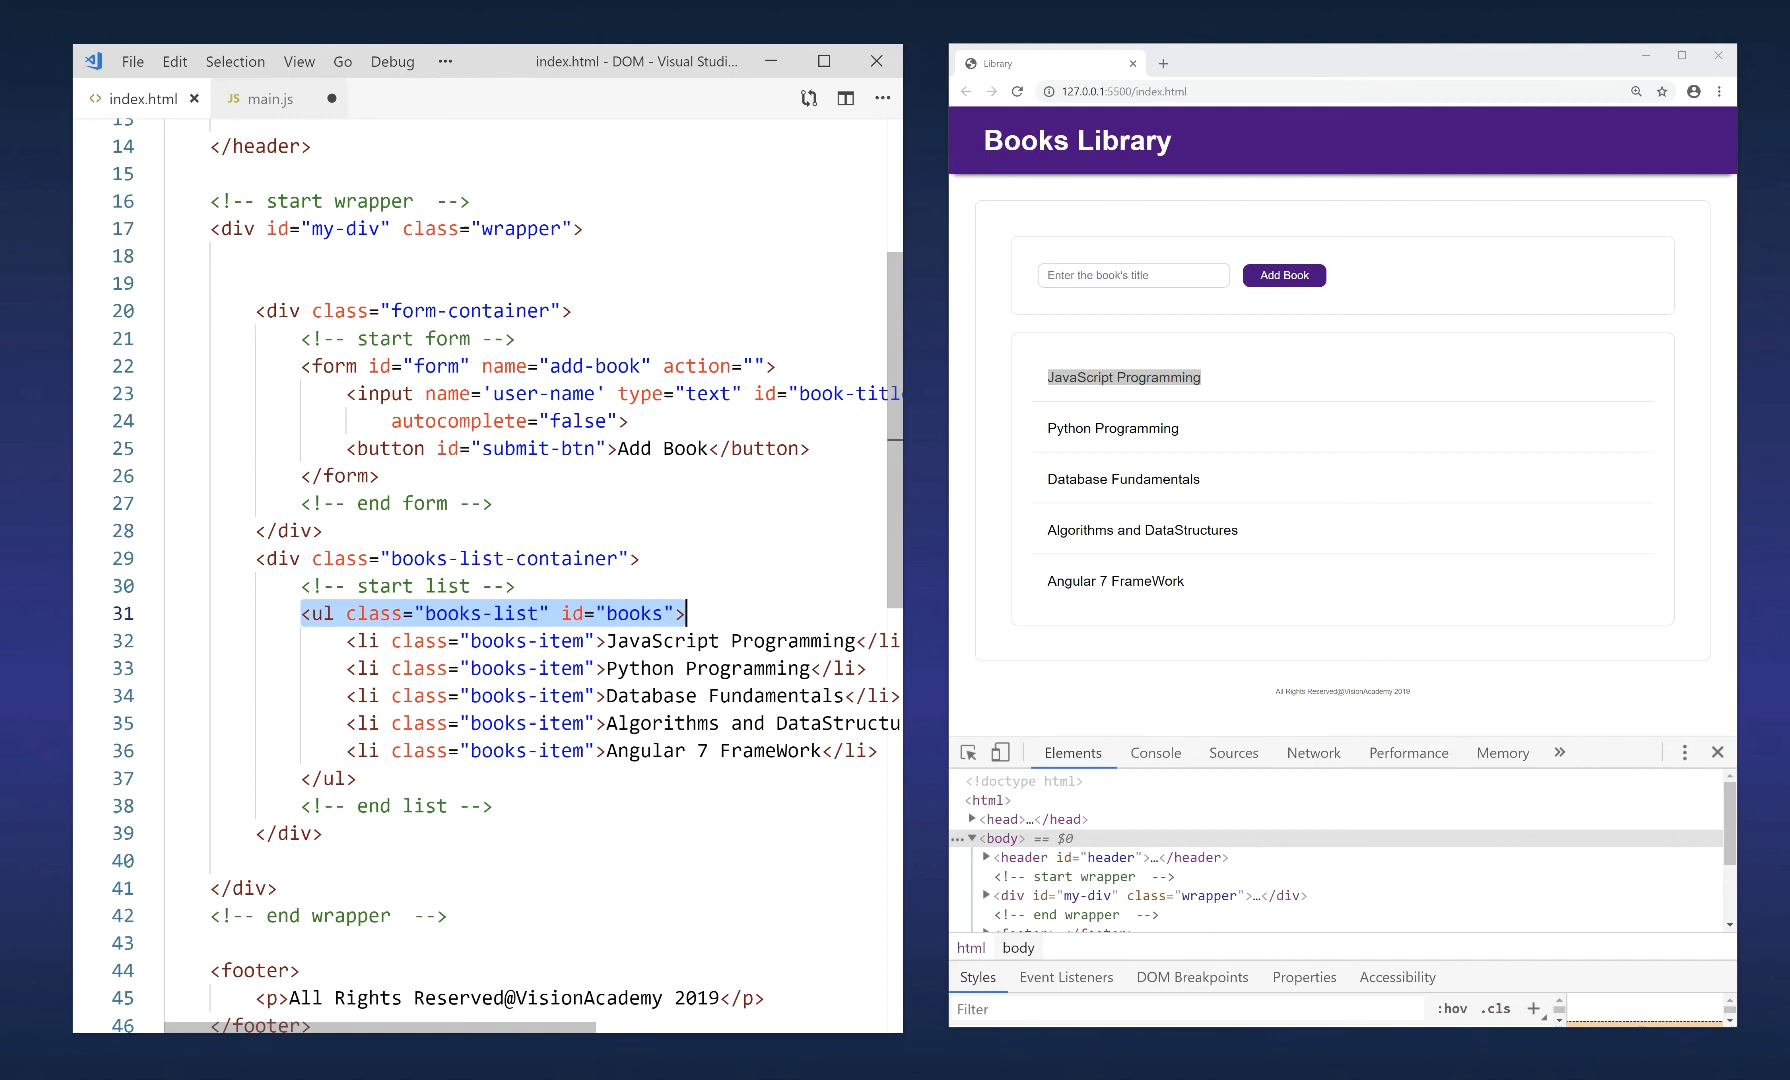 File Edit Selection View Go Debug ··· index.html - DOM - Visual Studi...
<> index.html × JS main.js ●
13
14 </header>
15
16 <!-- start wrapper  -->
17 <div id="my-div" class="wrapper">
18
19
20 <div class="form-container">
21 <!-- start form -->
22 <form id="form" name="add-book" action="">
23 <input name='user-name' type="text" id="book-titl
24 autocomplete="false">
25 <button id="submit-btn">Add Book</button>
26 </form>
27 <!-- end form -->
28 </div>
29 <div class="books-list-container">
30 <!-- start list -->
31 <ul class="books-list" id="books">
32 <li class="books-item">JavaScript Programming</li
33 <li class="books-item">Python Programming</li>
34 <li class="books-item">Database Fundamentals</li>
35 <li class="books-item">Algorithms and DataStructu
36 <li class="books-item">Angular 7 FrameWork</li>
37 </ul>
38 <!-- end list -->
39 </div>
40
41 </div>
42 <!-- end wrapper  -->
43
44 <footer>
45 <p>All Rights Reserved@VisionAcademy 2019</p>
46 </footer>
Library
127.0.0.1:5500/index.html
Books Library
Enter the book's title Add Book
JavaScript Programming
Python Programming
Database Fundamentals
Algorithms and DataStructures
Angular 7 FrameWork
All Rights Reserved@VisionAcademy 2019
Elements Console Sources Network Performance Memory »
<!doctype html>
<html>
<head>…</head>
<body> == $0
<header id="header">…</header>
<!-- start wrapper  -->
<div id="my-div" class="wrapper">…</div>
<!-- end wrapper  -->
<footer>…</footer>
html body
Styles Event Listeners DOM Breakpoints Properties Accessibility
Filter :hov .cls +